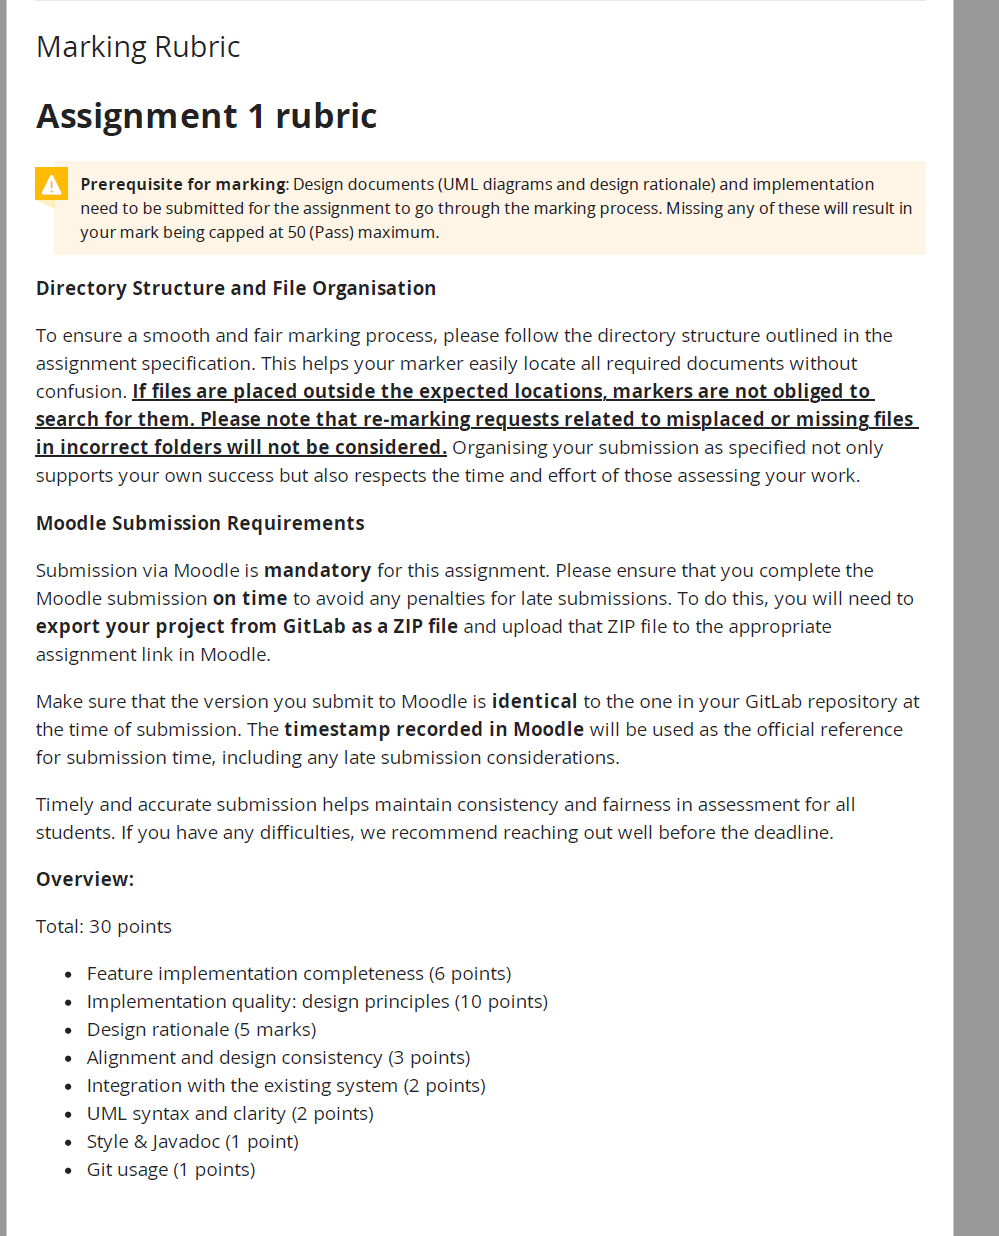 Marking Rubric
Assignment 1 rubric
Prerequisite for marking: Design documents (UML diagrams and design rationale) and implementation
need to be submitted for the assignment to go through the marking process. Missing any of these will result in
your mark being capped at 50 (Pass) maximum.
Directory Structure and File Organisation
To ensure a smooth and fair marking process, please follow the directory structure outlined in the
assignment specification. This helps your marker easily locate all required documents without
confusion. If files are placed outside the expected locations, markers are not obliged to
search for them. Please note that re-marking requests related to misplaced or missing files
in incorrect folders will not be considered. Organising your submission as specified not only
supports your own success but also respects the time and effort of those assessing your work.
Moodle Submission Requirements
Submission via Moodle is mandatory for this assignment. Please ensure that you complete the
Moodle submission on time to avoid any penalties for late submissions. To do this, you will need to
export your project from GitLab as a ZIP file and upload that ZIP file to the appropriate
assignment link in Moodle.
Make sure that the version you submit to Moodle is identical to the one in your GitLab repository at
the time of submission. The timestamp recorded in Moodle will be used as the official reference
for submission time, including any late submission considerations.
Timely and accurate submission helps maintain consistency and fairness in assessment for all
students. If you have any difficulties, we recommend reaching out well before the deadline.
Overview:
Total: 30 points
• Feature implementation completeness (6 points)
• Implementation quality: design principles (10 points)
• Design rationale (5 marks)
• Alignment and design consistency (3 points)
• Integration with the existing system (2 points)
• UML syntax and clarity (2 points)
• Style & Javadoc (1 point)
• Git usage (1 points)